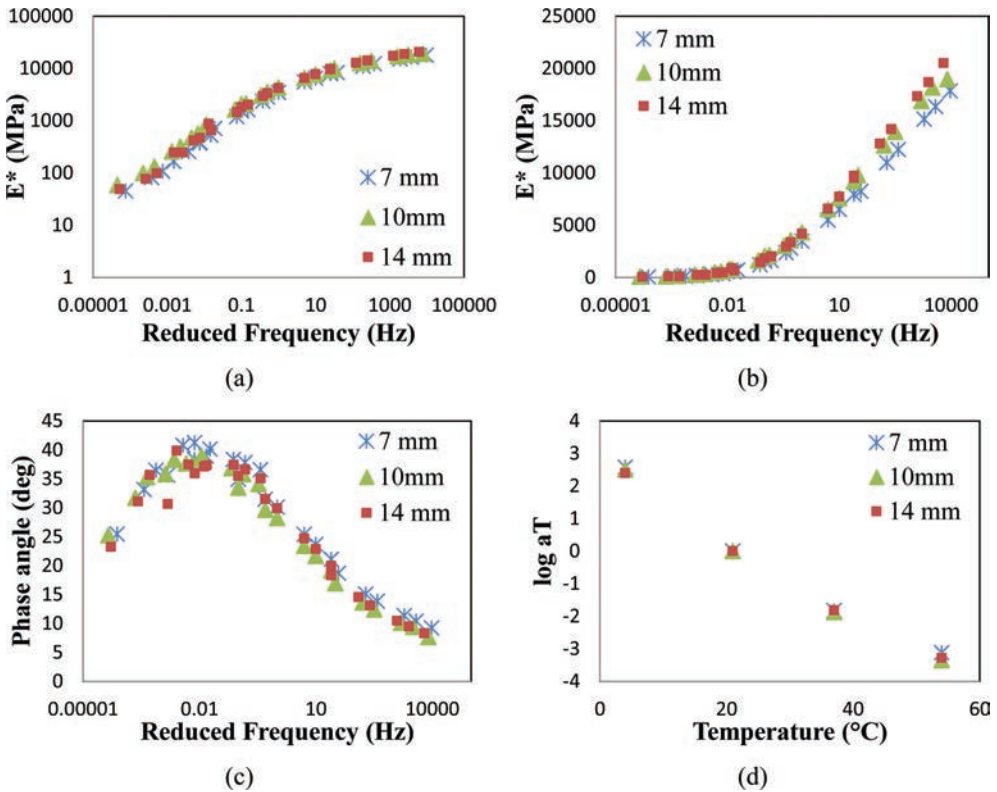 100000
10000
1000
100
10
1
E* (MPa)
7 mm
10mm
14 mm
0.00001 0.001 0.1 10 1000 100000
Reduced Frequency (Hz)
(a)
25000
20000
15000
10000
5000
0
E* (MPa)
7 mm
10mm
14 mm
0.00001 0.01 10 10000
Reduced Frequency (Hz)
(b)
45
40
35
30
25
20
15
10
5
0
Phase angle (deg)
7 mm
10mm
14 mm
0.00001 0.01 10 10000
Reduced Frequency (Hz)
(c)
4
3
2
1
0
-1
-2
-3
-4
log aT
7 mm
10mm
14 mm
0 20 40 60
Temperature (°C)
(d)